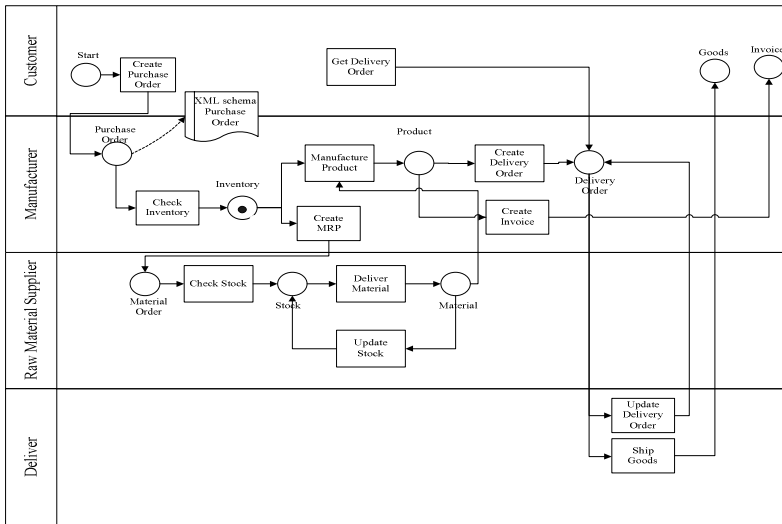 Customer
Start
Create
Purchase
Order
Get Delivery
Order
Goods
Invoice
XML schema
Purchase
Order
Manufacturer
Purchase
Order
Check
Inventory
Inventory
Manufacture
Product
Create
MRP
Product
Create
Delivery
Order
Create
Invoice
Delivery
Order
Raw Material Supplier
Material
Order
Check Stock
Stock
Deliver
Material
Material
Update
Stock
Deliver
Update
Delivery
Order
Ship
Goods